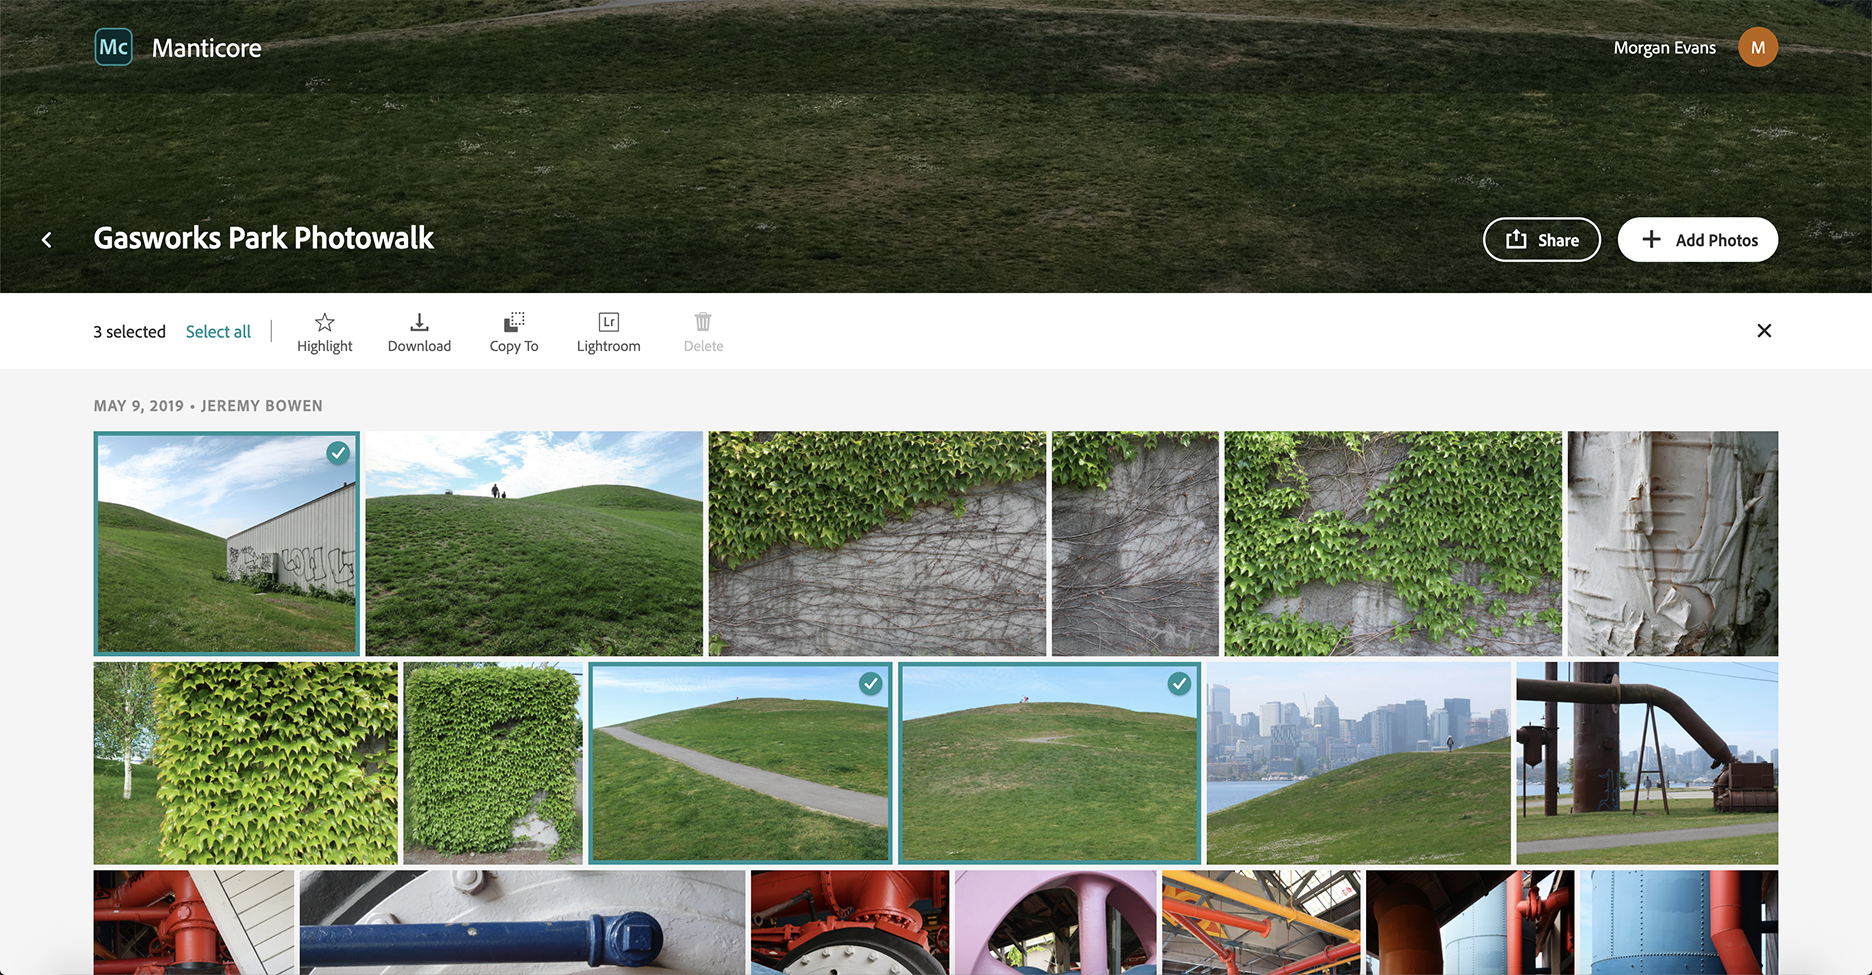 Mc Manticore
Morgan Evans M
Gasworks Park Photowalk
Share
Add Photos
3 selected Select all
Highlight
Download
Copy To
Lr
Lightroom
Delete
MAY 9, 2019 • JEREMY BOWEN